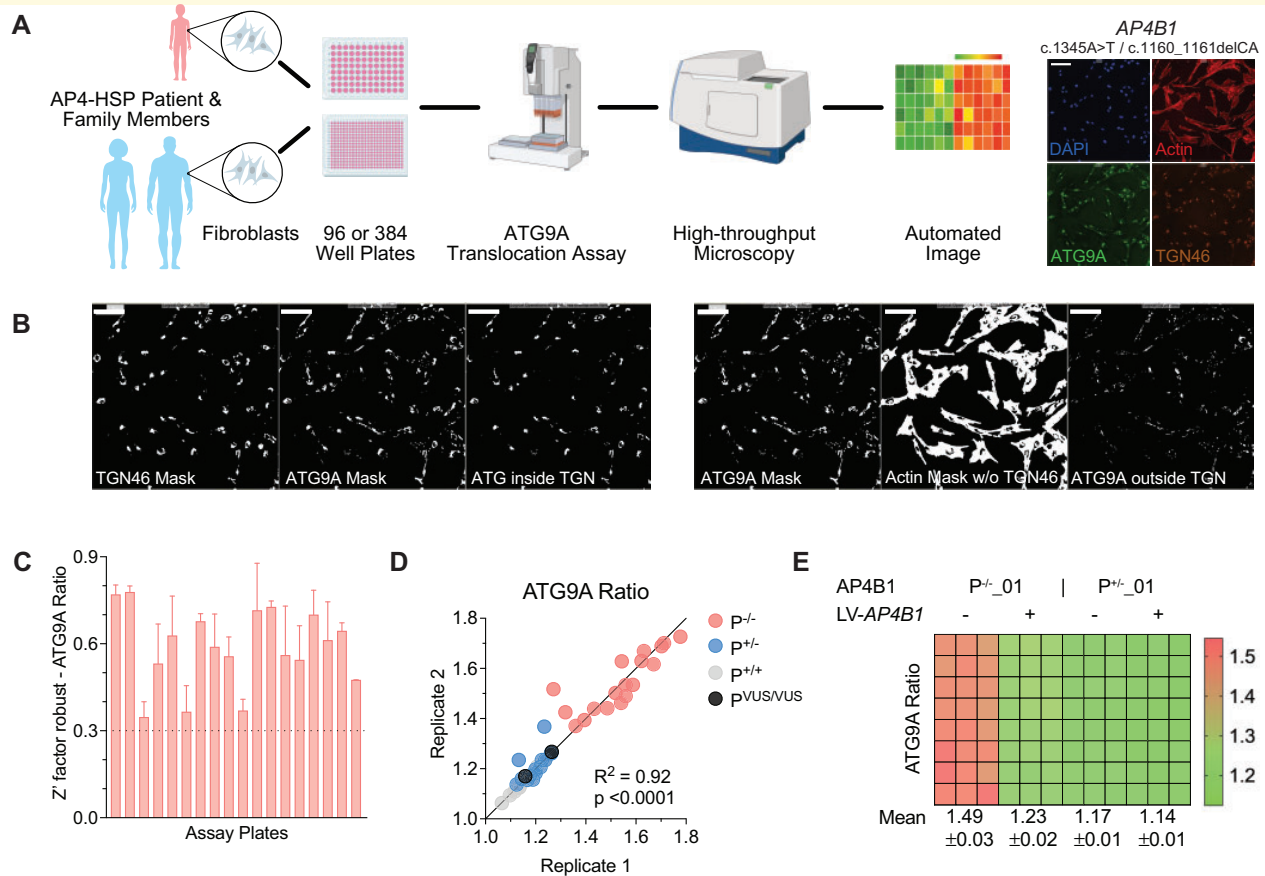 A
AP4-HSP Patient &
Family Members
Fibroblasts
96 or 384
Well Plates
ATG9A
Translocation Assay
High-throughput
Microscopy
Automated
Image
AP4B1
c.1345A>T / c.1160_1161delCA
DAPI
Actin
ATG9A
TGN46
B
TGN46 Mask
ATG9A Mask
ATG inside TGN
ATG9A Mask
Actin Mask w/o TGN46
ATG9A outside TGN
C
Z' factor robust - ATG9A Ratio
0.9
0.6
0.3
0.0
Assay Plates
D
ATG9A Ratio
Replicate 2
1.8
1.6
1.4
1.2
1.0
1.0 1.2 1.4 1.6 1.8
Replicate 1
R² = 0.92
p <0.0001
P-/-
P+/-
P+/+
PVUS/VUS
E
AP4B1 P-/-_01 | P+/-_01
LV-AP4B1 - + - +
ATG9A Ratio
1.5
1.4
1.3
1.2
Mean 1.49 1.23 1.17 1.14
±0.03 ±0.02 ±0.01 ±0.01